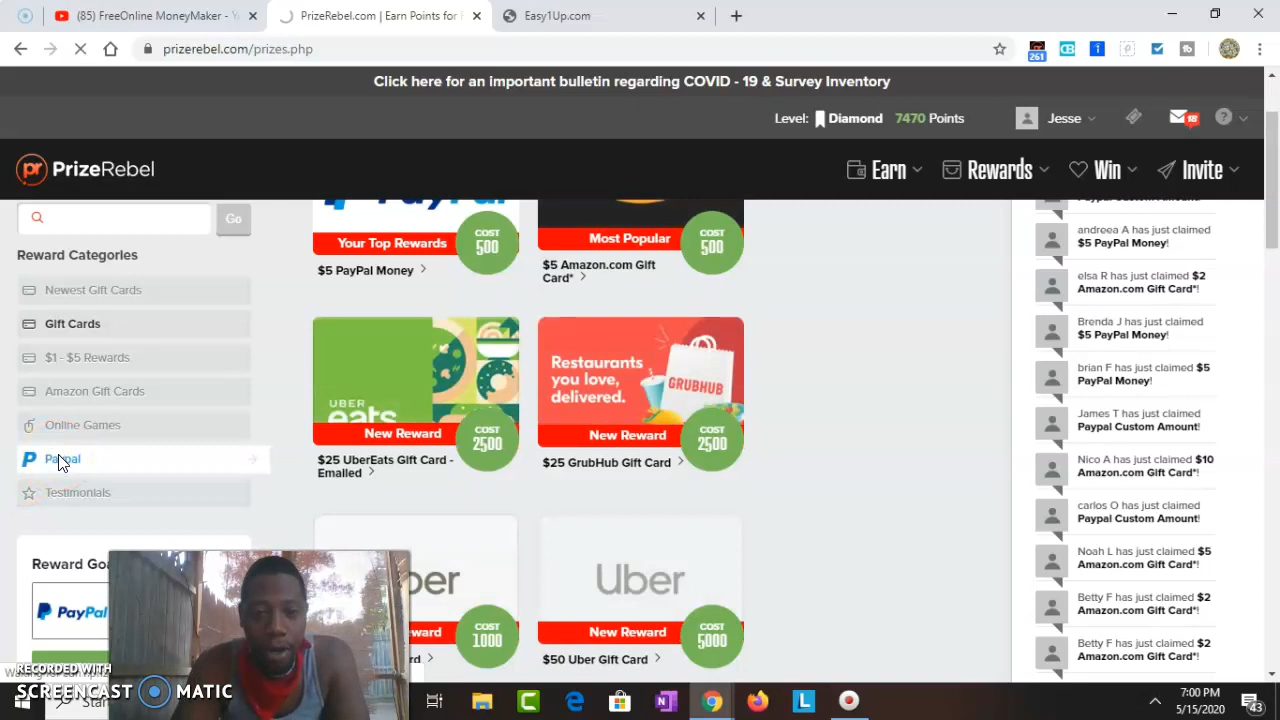 (85) FreeOnline MoneyMaker - Y
PrizeRebel.com | Earn Points for
Easy1Up.com
prizerebel.com/prizes.php
261
Click here for an important bulletin regarding COVID - 19 & Survey Inventory
Level: Diamond 7470 Points
Jesse
18
pr PrizeRebel
Earn
Rewards
Win
Invite
Go
Reward Categories
Newest Gift Cards
Gift Cards
$1 - $5 Rewards
Amazon Gift Cards
Online Games
Paypal
Testimonials
Reward Goa
PayPal
Your Top Rewards
COST
500
$5 PayPal Money
Most Popular
COST
500
$5 Amazon.com Gift
Card*
UBER
eats
New Reward
COST
2500
$25 UberEats Gift Card -
Emailed
Restaurants
you love,
delivered.
GRUBHUB
New Reward
COST
2500
$25 GrubHub Gift Card
ber
ward
COST
1000
rd
Uber
New Reward
COST
5000
$50 Uber Gift Card
andreea A has just claimed
$5 PayPal Money!
elsa R has just claimed $2
Amazon.com Gift Card*!
Brenda J has just claimed
$5 PayPal Money!
brian F has just claimed $5
PayPal Money!
James T has just claimed
Paypal Custom Amount!
Nico A has just claimed $10
Amazon.com Gift Card*!
carlos O has just claimed
Paypal Custom Amount!
Noah L has just claimed $5
Amazon.com Gift Card*!
Betty F has just claimed $2
Amazon.com Gift Card*!
Betty F has just claimed $2
Amazon.com Gift Card*!
RECORDED WITH
SCREENCAST MATIC
7:00 PM
5/15/2020
43